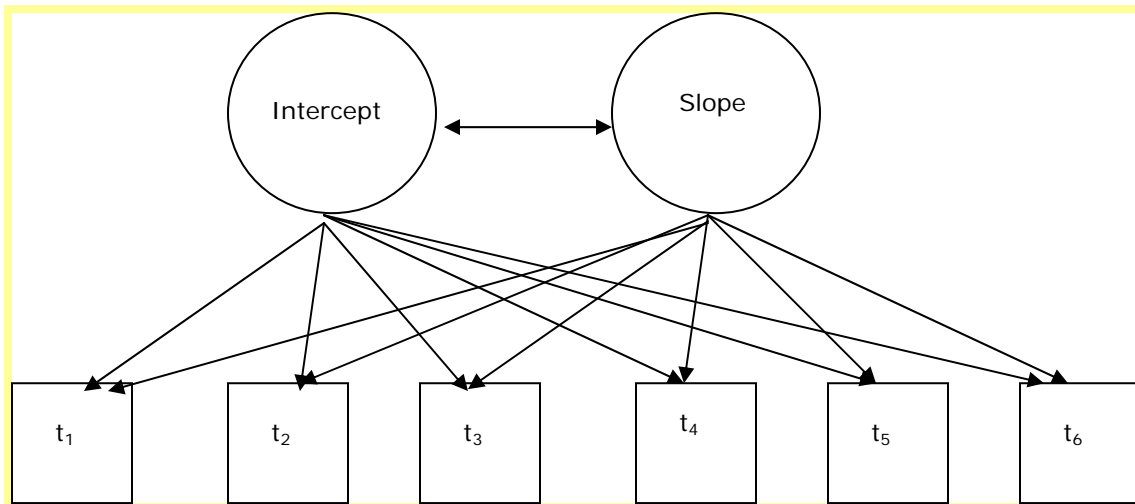 Intercept
Slope
t₁
t₂
t₃
t₄
t₅
t₆